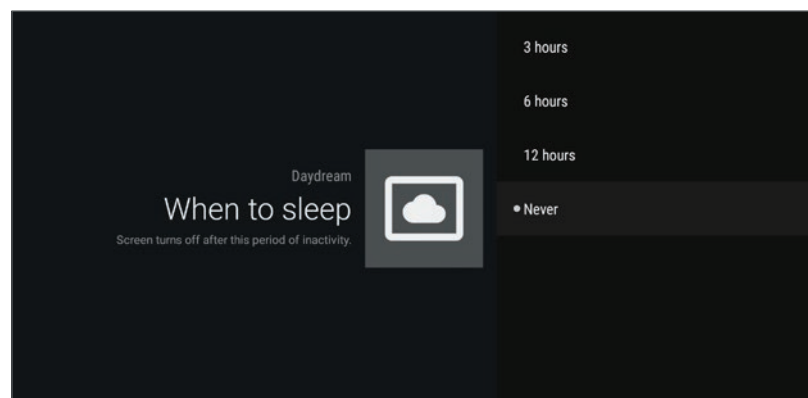 Daydream
When to sleep
Screen turns off after this period of inactivity.
3 hours
6 hours
12 hours
Never